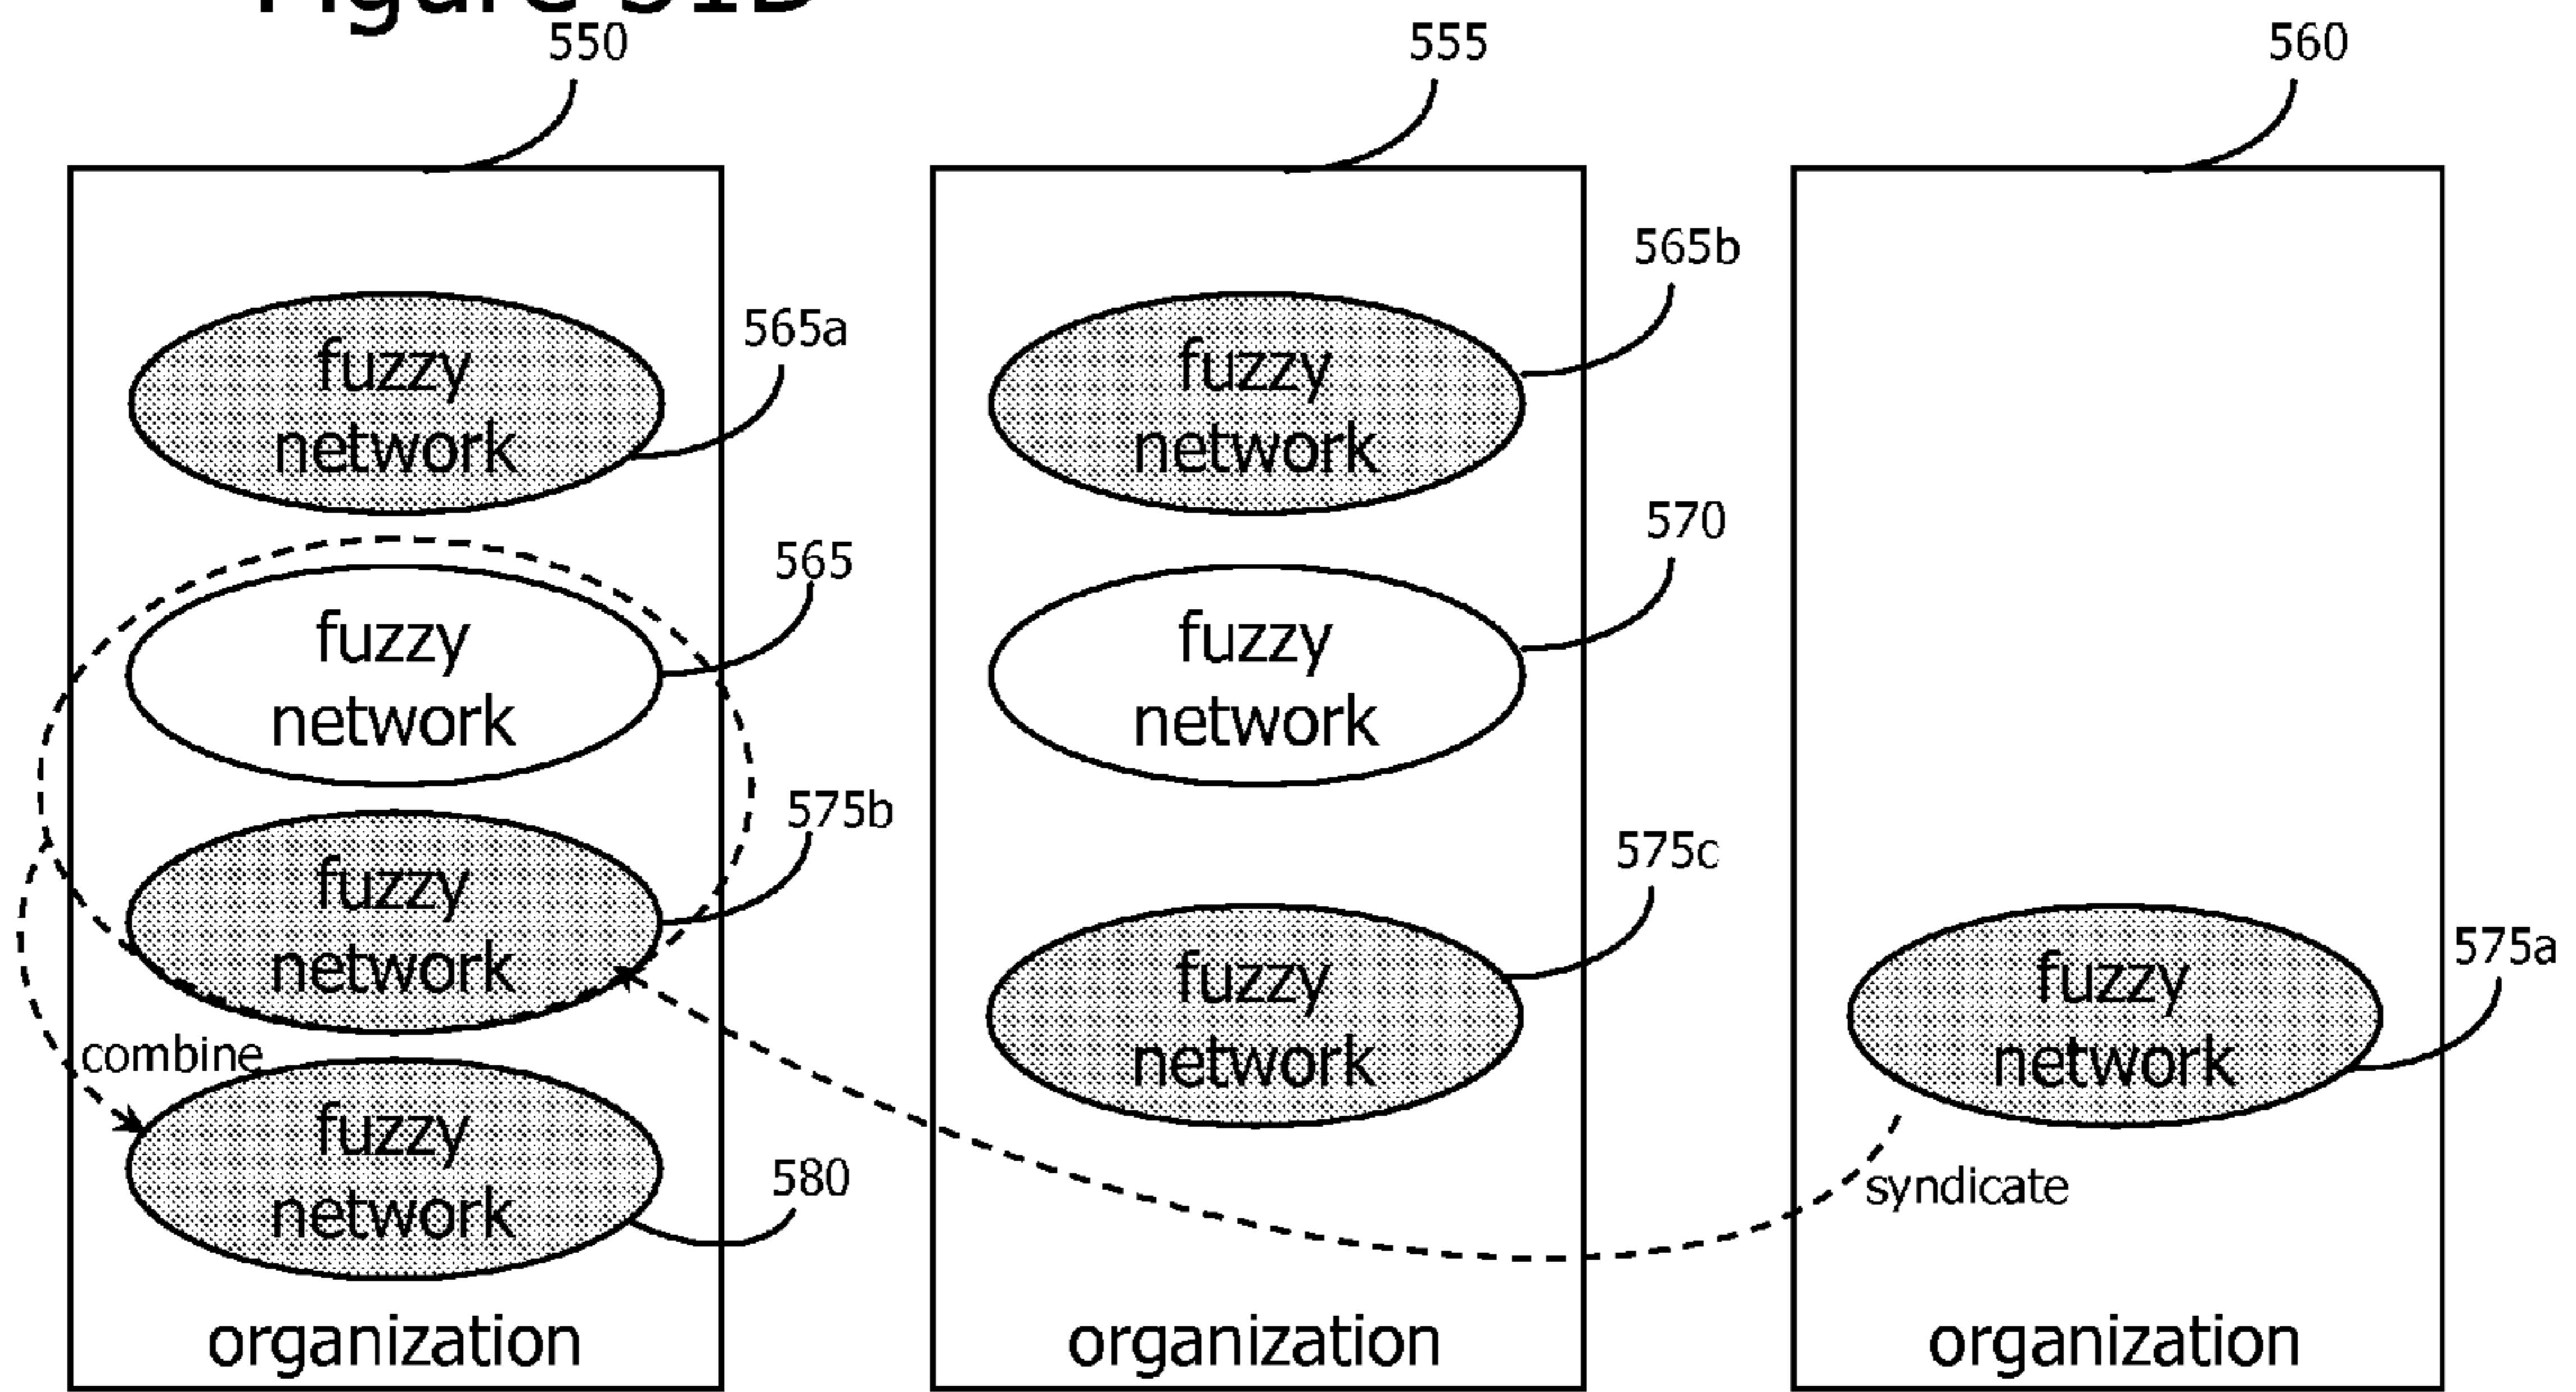 550
555
560
565b
fuzzy
network
565a
fuzzy
network
570
565
fuzzy
network
fuzzy
network
575b
fuzzy
network
575c
fuzzy
network
fuzzy
network
575a
combine
fuzzy
network
580
syndicate
organization
organization
organization